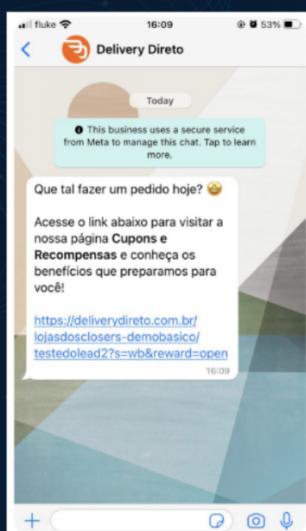 fluke
16:09
53%
Delivery Direto
Today
This business uses a secure service
from Meta to manage this chat. Tap to learn
more.
Que tal fazer um pedido hoje? 🤩
Acesse o link abaixo para visitar a
nossa página Cupons e
Recompensas e conheça os
benefícios que preparamos para
você!
https://deliverydireto.com.br/
lojasdosclosers-demobasico/
testedolead2?s=wb&reward=open
16:09